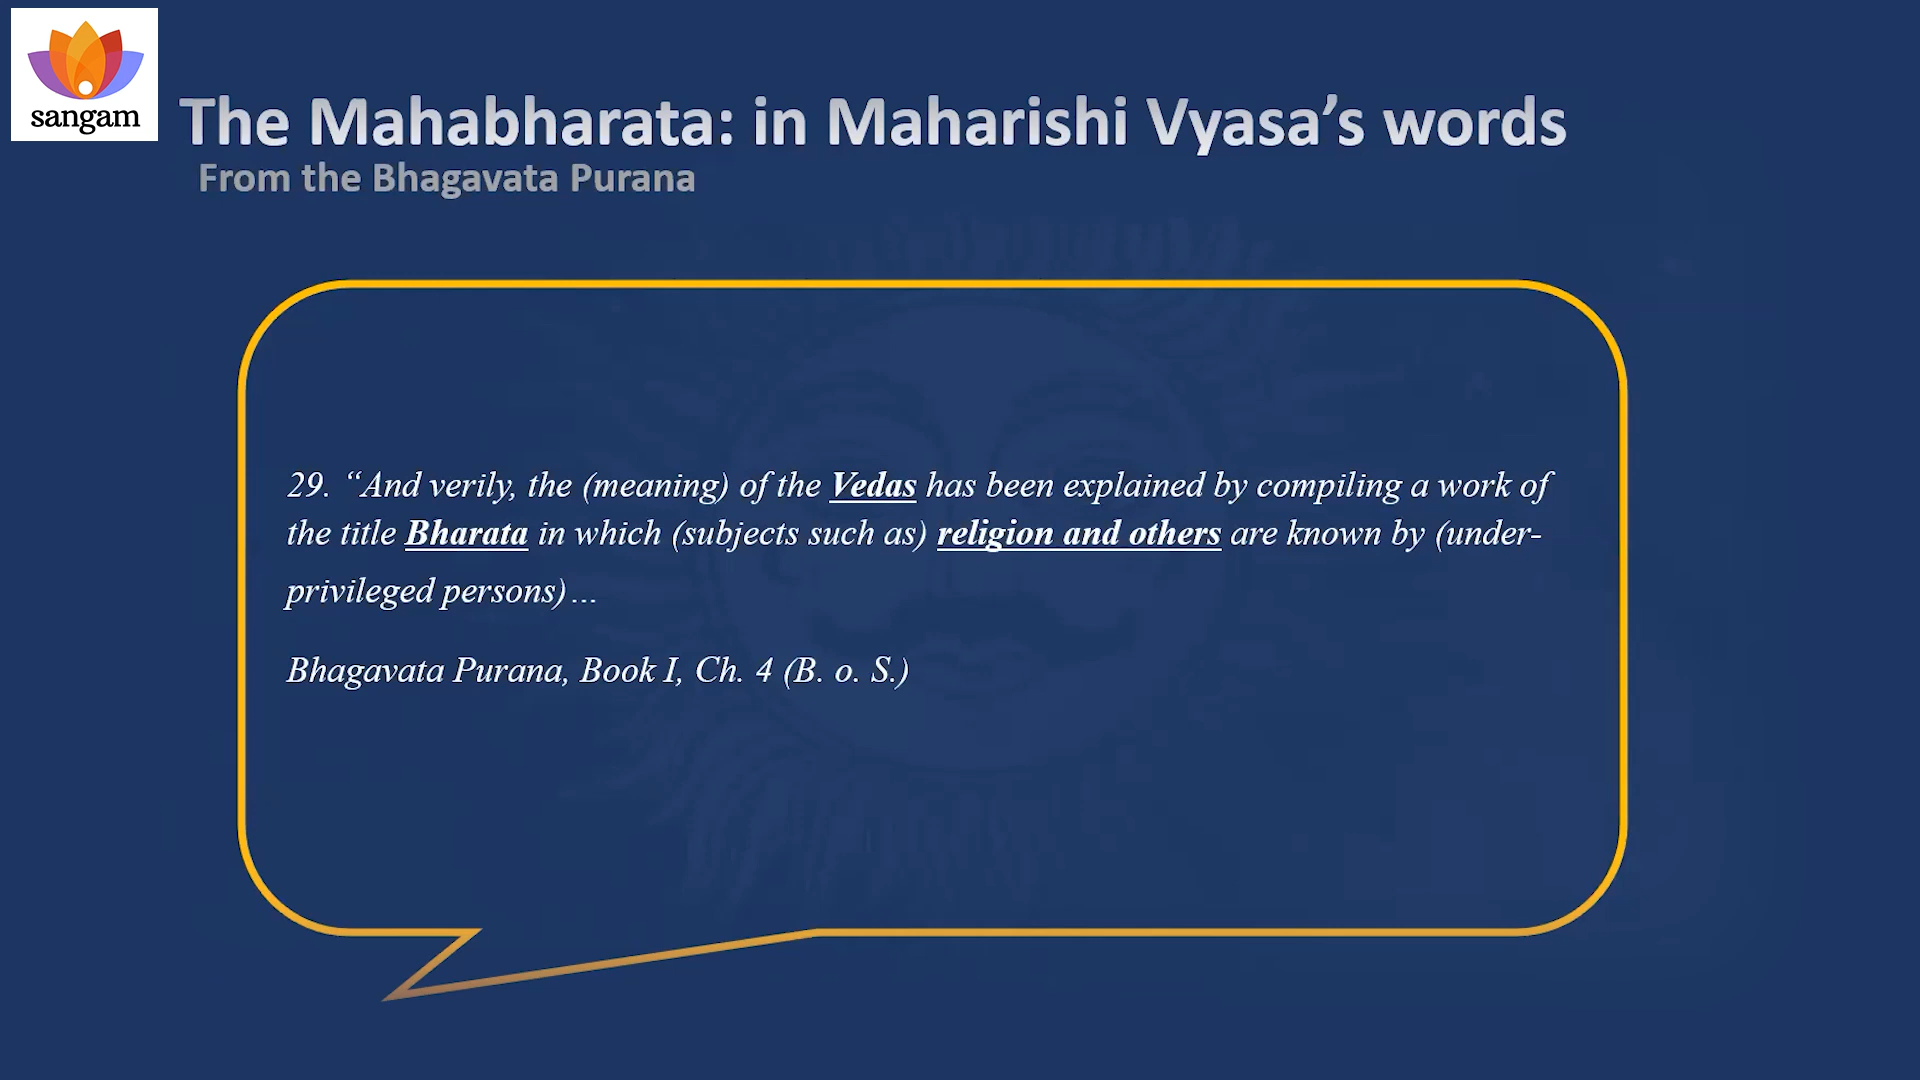 sangam
The Mahabharata: in Maharishi Vyasa’s words
From the Bhagavata Purana
29. “And verily, the (meaning) of the Vedas has been explained by compiling a work of
the title Bharata in which (subjects such as) religion and others are known by (under-
privileged persons)…
Bhagavata Purana, Book I, Ch. 4 (B. o. S.)